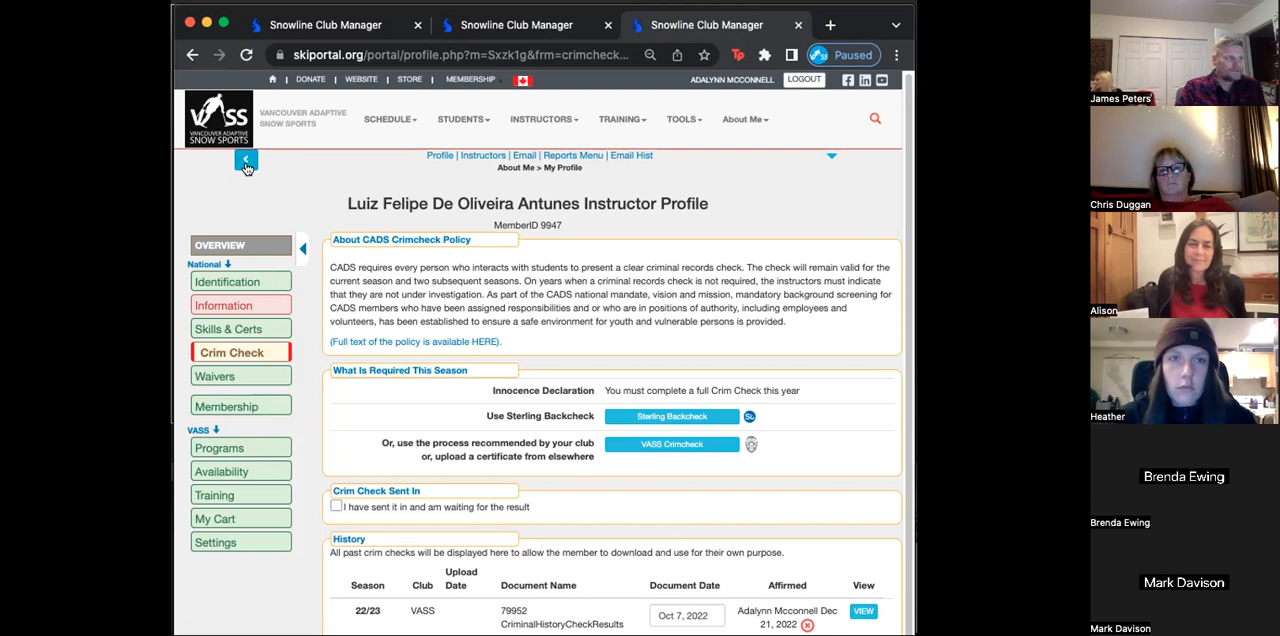 Snowline Club Manager
Snowline Club Manager
Snowline Club Manager
skiportal.org/portal/profile.php?m=Sxzk1g&frm=crimcheck...
Paused
DONATE | WEBSITE | STORE | MEMBERSHIP
ADALYNN MCCONNELL
LOGOUT
VASS
VANCOUVER ADAPTIVE
SNOW SPORTS
VANCOUVER ADAPTIVE
SNOW SPORTS
SCHEDULE
STUDENTS
INSTRUCTORS
TRAINING
TOOLS
About Me
Profile | Instructors | Email | Reports Menu | Email Hist
About Me > My Profile
Luiz Felipe De Oliveira Antunes Instructor Profile
MemberID 9947
OVERVIEW
National
Identification
Information
Skills & Certs
Crim Check
Waivers
Membership
VASS
Programs
Availability
Training
My Cart
Settings
About CADS Crimcheck Policy
CADS requires every person who interacts with students to present a clear criminal records check. The check will remain valid for the
current season and two subsequent seasons. On years when a criminal records check is not required, the instructors must indicate
that they are not under investigation. As part of the CADS national mandate, vision and mission, mandatory background screening for
CADS members who have been assigned responsibilities and or who are in positions of authority, including employees and
volunteers, has been established to ensure a safe environment for youth and vulnerable persons is provided.
(Full text of the policy is available HERE).
What Is Required This Season
Innocence Declaration You must complete a full Crim Check this year
Use Sterling Backcheck Sterling Backcheck
Or, use the process recommended by your club VASS Crimcheck
or, upload a certificate from elsewhere
Crim Check Sent In
I have sent it in and am waiting for the result
History
All past crim checks will be displayed here to allow the member to download and use for their own purpose.
Season Club Upload Date Document Name Document Date Affirmed View
22/23 VASS 79952 Oct 7, 2022 Adalynn Mcconnell Dec VIEW
CriminalHistoryCheckResults 21, 2022
James Peters
Chris Duggan
Alison
Heather
Brenda Ewing
Brenda Ewing
Mark Davison
Mark Davison